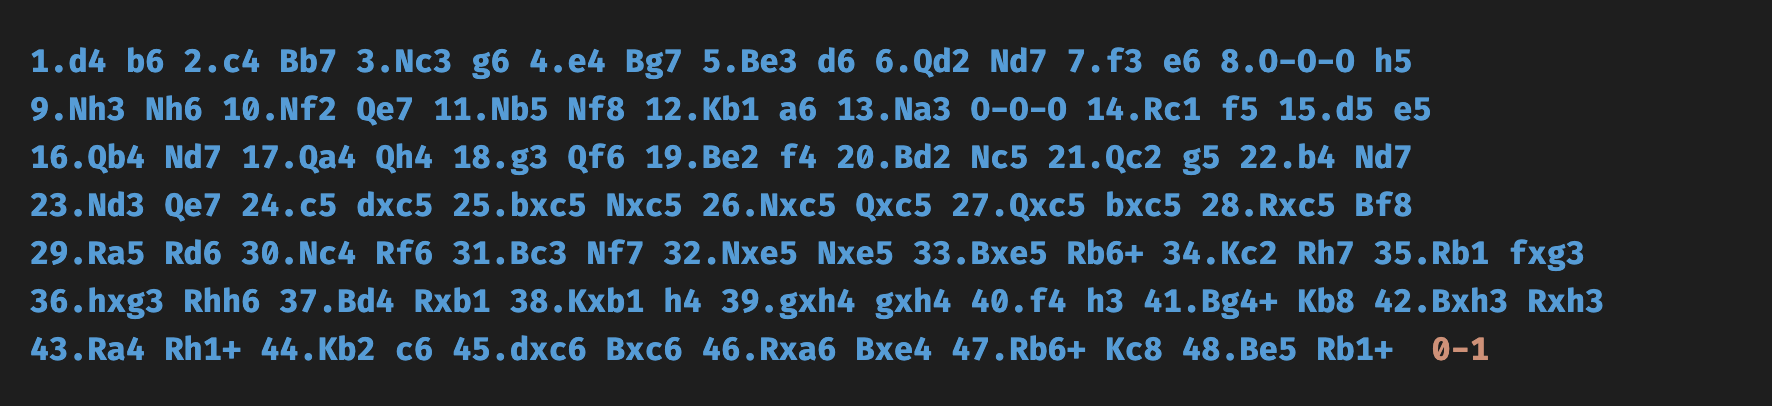 1.d4 b6 2.c4 Bb7 3.Nc3 g6 4.e4 Bg7 5.Be3 d6 6.Qd2 Nd7 7.f3 e6 8.O-O-O h5
9.Nh3 Nh6 10.Nf2 Qe7 11.Nb5 Nf8 12.Kb1 a6 13.Na3 O-O-O 14.Rc1 f5 15.d5 e5
16.Qb4 Nd7 17.Qa4 Qh4 18.g3 Qf6 19.Be2 f4 20.Bd2 Nc5 21.Qc2 g5 22.b4 Nd7
23.Nd3 Qe7 24.c5 dxc5 25.bxc5 Nxc5 26.Nxc5 Qxc5 27.Qxc5 bxc5 28.Rxc5 Bf8
29.Ra5 Rd6 30.Nc4 Rf6 31.Bc3 Nf7 32.Nxe5 Nxe5 33.Bxe5 Rb6+ 34.Kc2 Rh7 35.Rb1 fxg3
36.hxg3 Rhh6 37.Bd4 Rxb1 38.Kxb1 h4 39.gxh4 gxh4 40.f4 h3 41.Bg4+ Kb8 42.Bxh3 Rxh3
43.Ra4 Rh1+ 44.Kb2 c6 45.dxc6 Bxc6 46.Rxa6 Bxe4 47.Rb6+ Kc8 48.Be5 Rb1+ 0-1